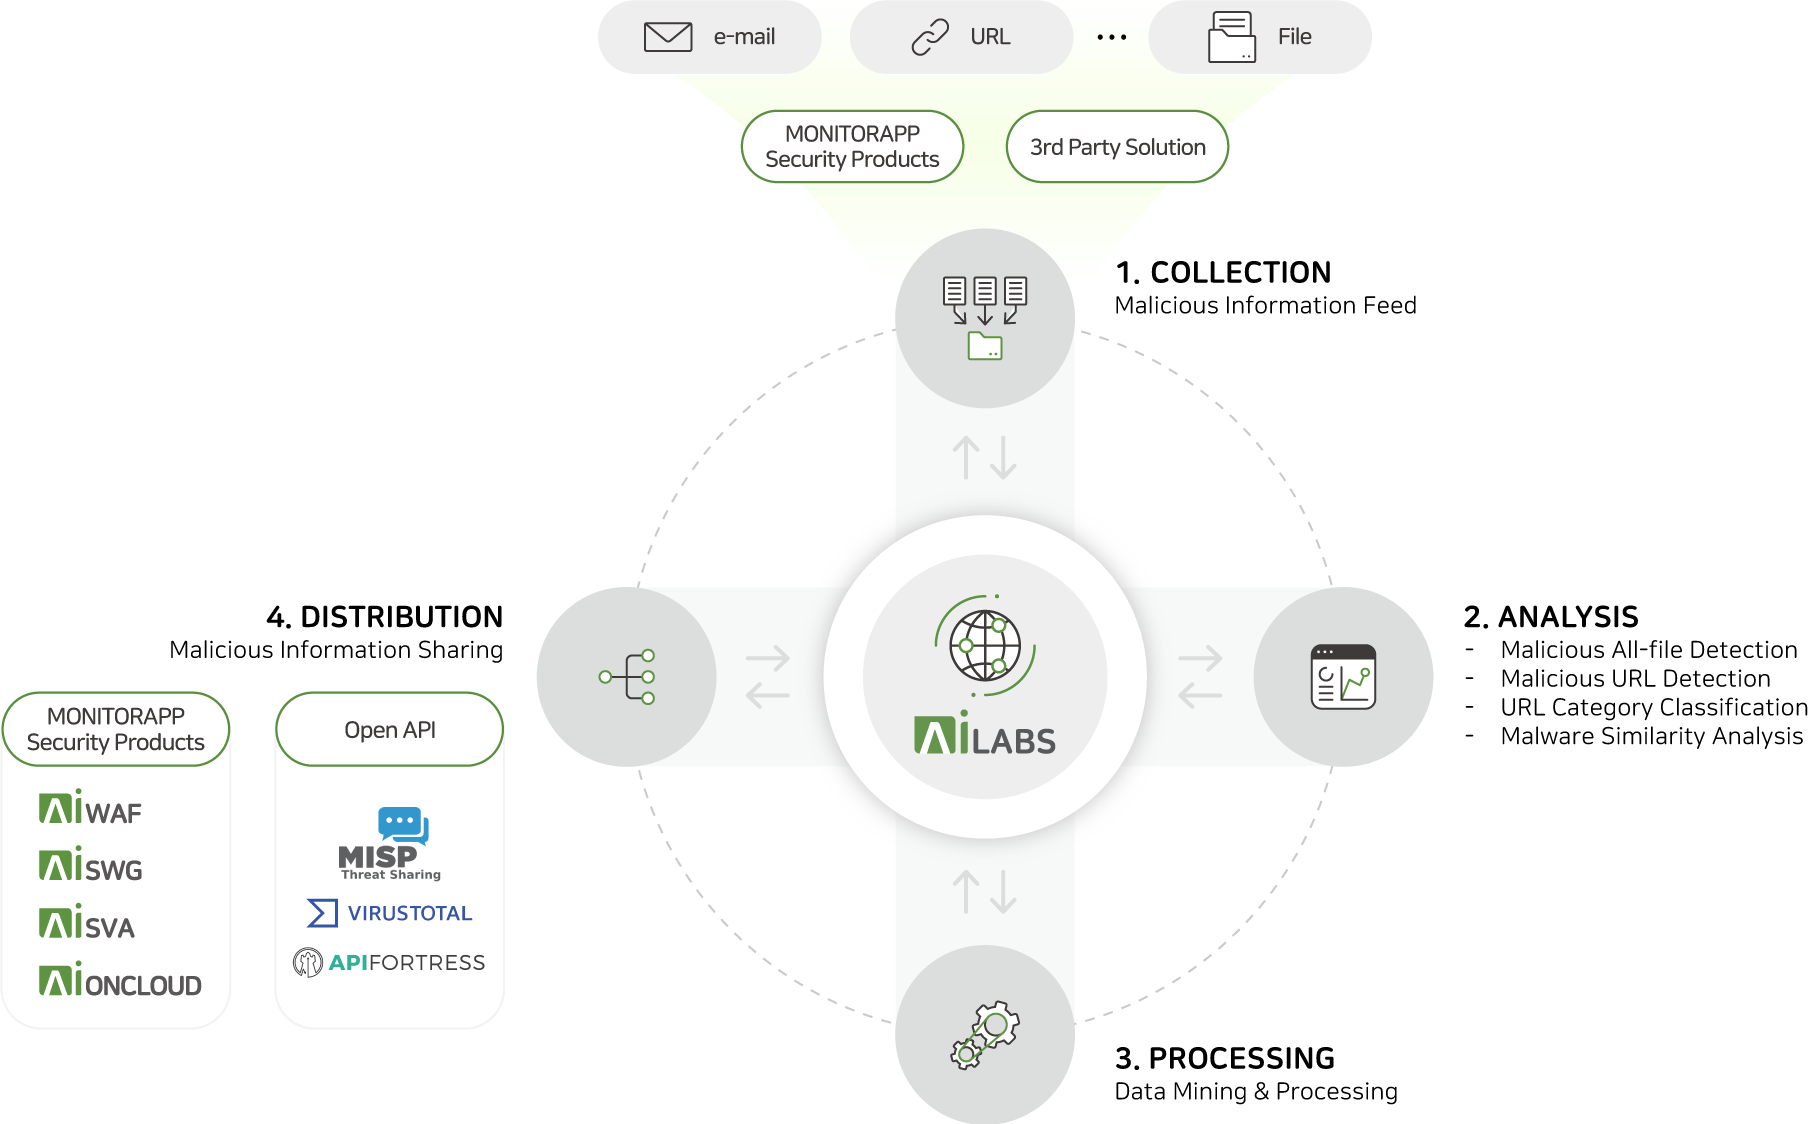 e-mail
URL
...
File
MONITORAPP
Security Products
3rd Party Solution
1. COLLECTION
Malicious Information Feed
2. ANALYSIS
- Malicious All-file Detection
- Malicious URL Detection
- URL Category Classification
- Malware Similarity Analysis
AiLABS
3. PROCESSING
Data Mining & Processing
4. DISTRIBUTION
Malicious Information Sharing
MONITORAPP
Security Products
AiWAF
AiSWG
AiSVA
AiONCLOUD
Open API
MISP
Threat Sharing
VIRUSTOTAL
APIFORTRESS